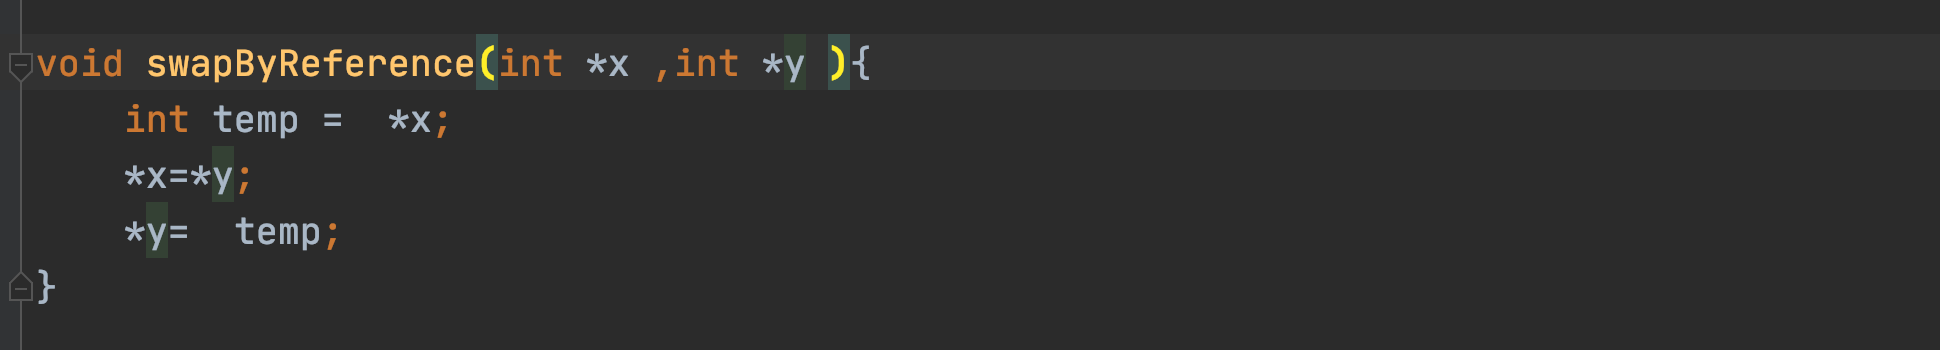 void swapByReference(int *x ,int *y ){
    int temp =  *x;
    *x=*y;
    *y=  temp;
}